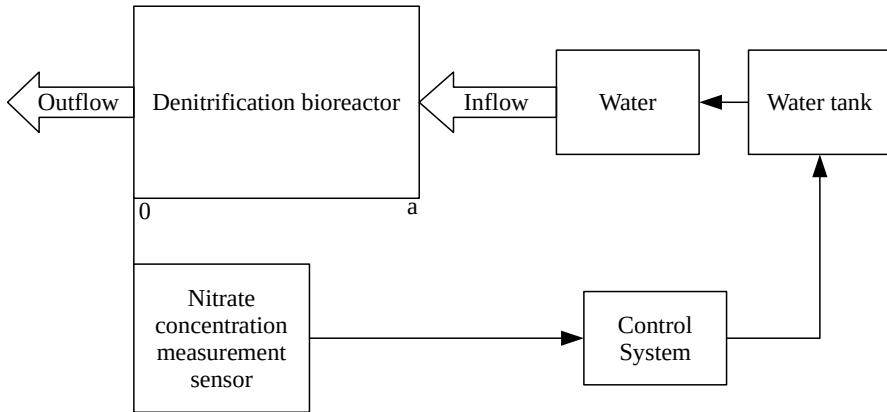 Outflow
Denitrification bioreactor
Inflow
Water
Water tank
0
a
Nitrate
concentration
measurement
sensor
Control
System